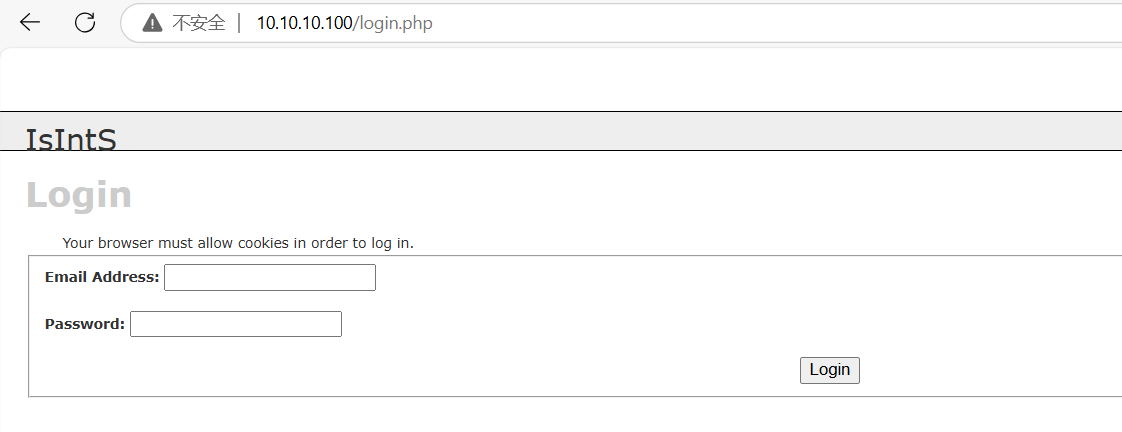 不安全 10.10.10.100/login.php
IsIntS
Login
Your browser must allow cookies in order to log in.
Email Address:
Password:
Login